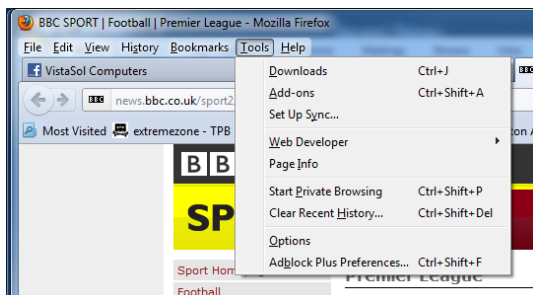 BBC SPORT | Football | Premier League - Mozilla Firefox
File Edit View History Bookmarks Tools Help
VistaSol Computers
Downloads Ctrl+J
BBC
Add-ons Ctrl+Shift+A
BBC news.bbc.co.uk/sport2
Set Up Sync...
Most Visited extremezone - TPB
Web Developer
BB
Page Info
Start Private Browsing Ctrl+Shift+P
SP
Clear Recent History... Ctrl+Shift+Del
Options
Adblock Plus Preferences... Ctrl+Shift+F
Sport Hom
Premier League
Football